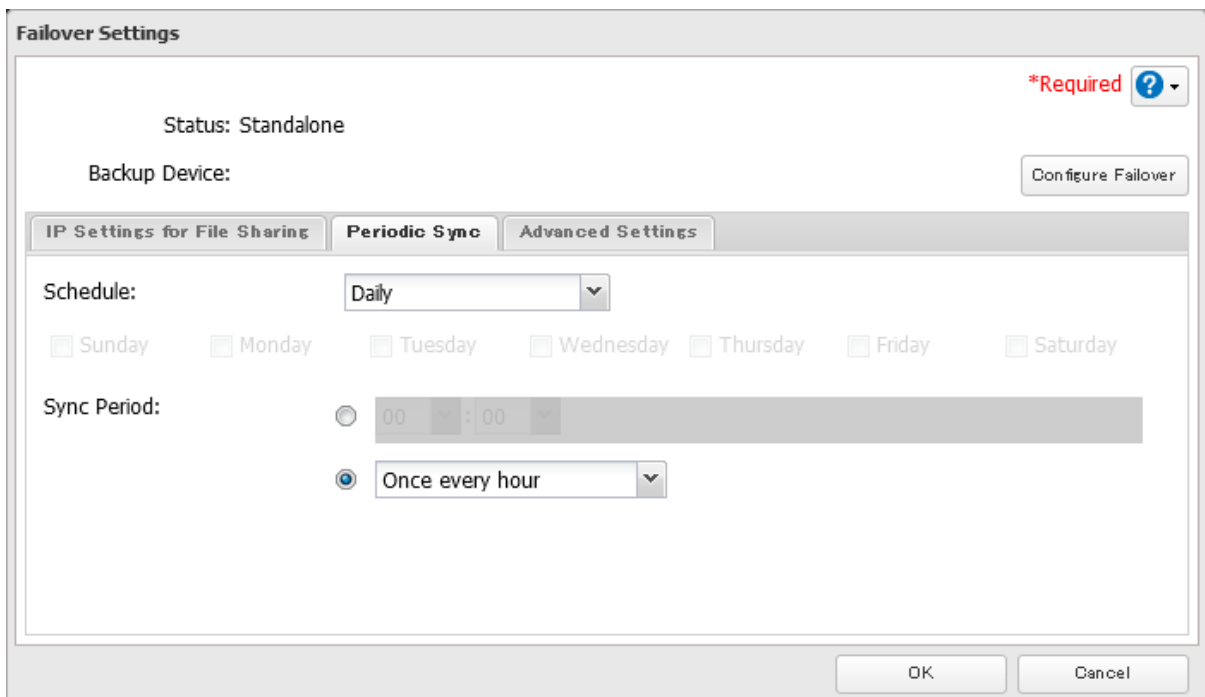 Failover Settings
*Required ?
Status: Standalone
Backup Device:
Configure Failover
IP Settings for File Sharing Periodic Sync Advanced Settings
Schedule: Daily
Sunday Monday Tuesday Wednesday Thursday Friday Saturday
Sync Period: 00 : 00
Once every hour
OK Cancel